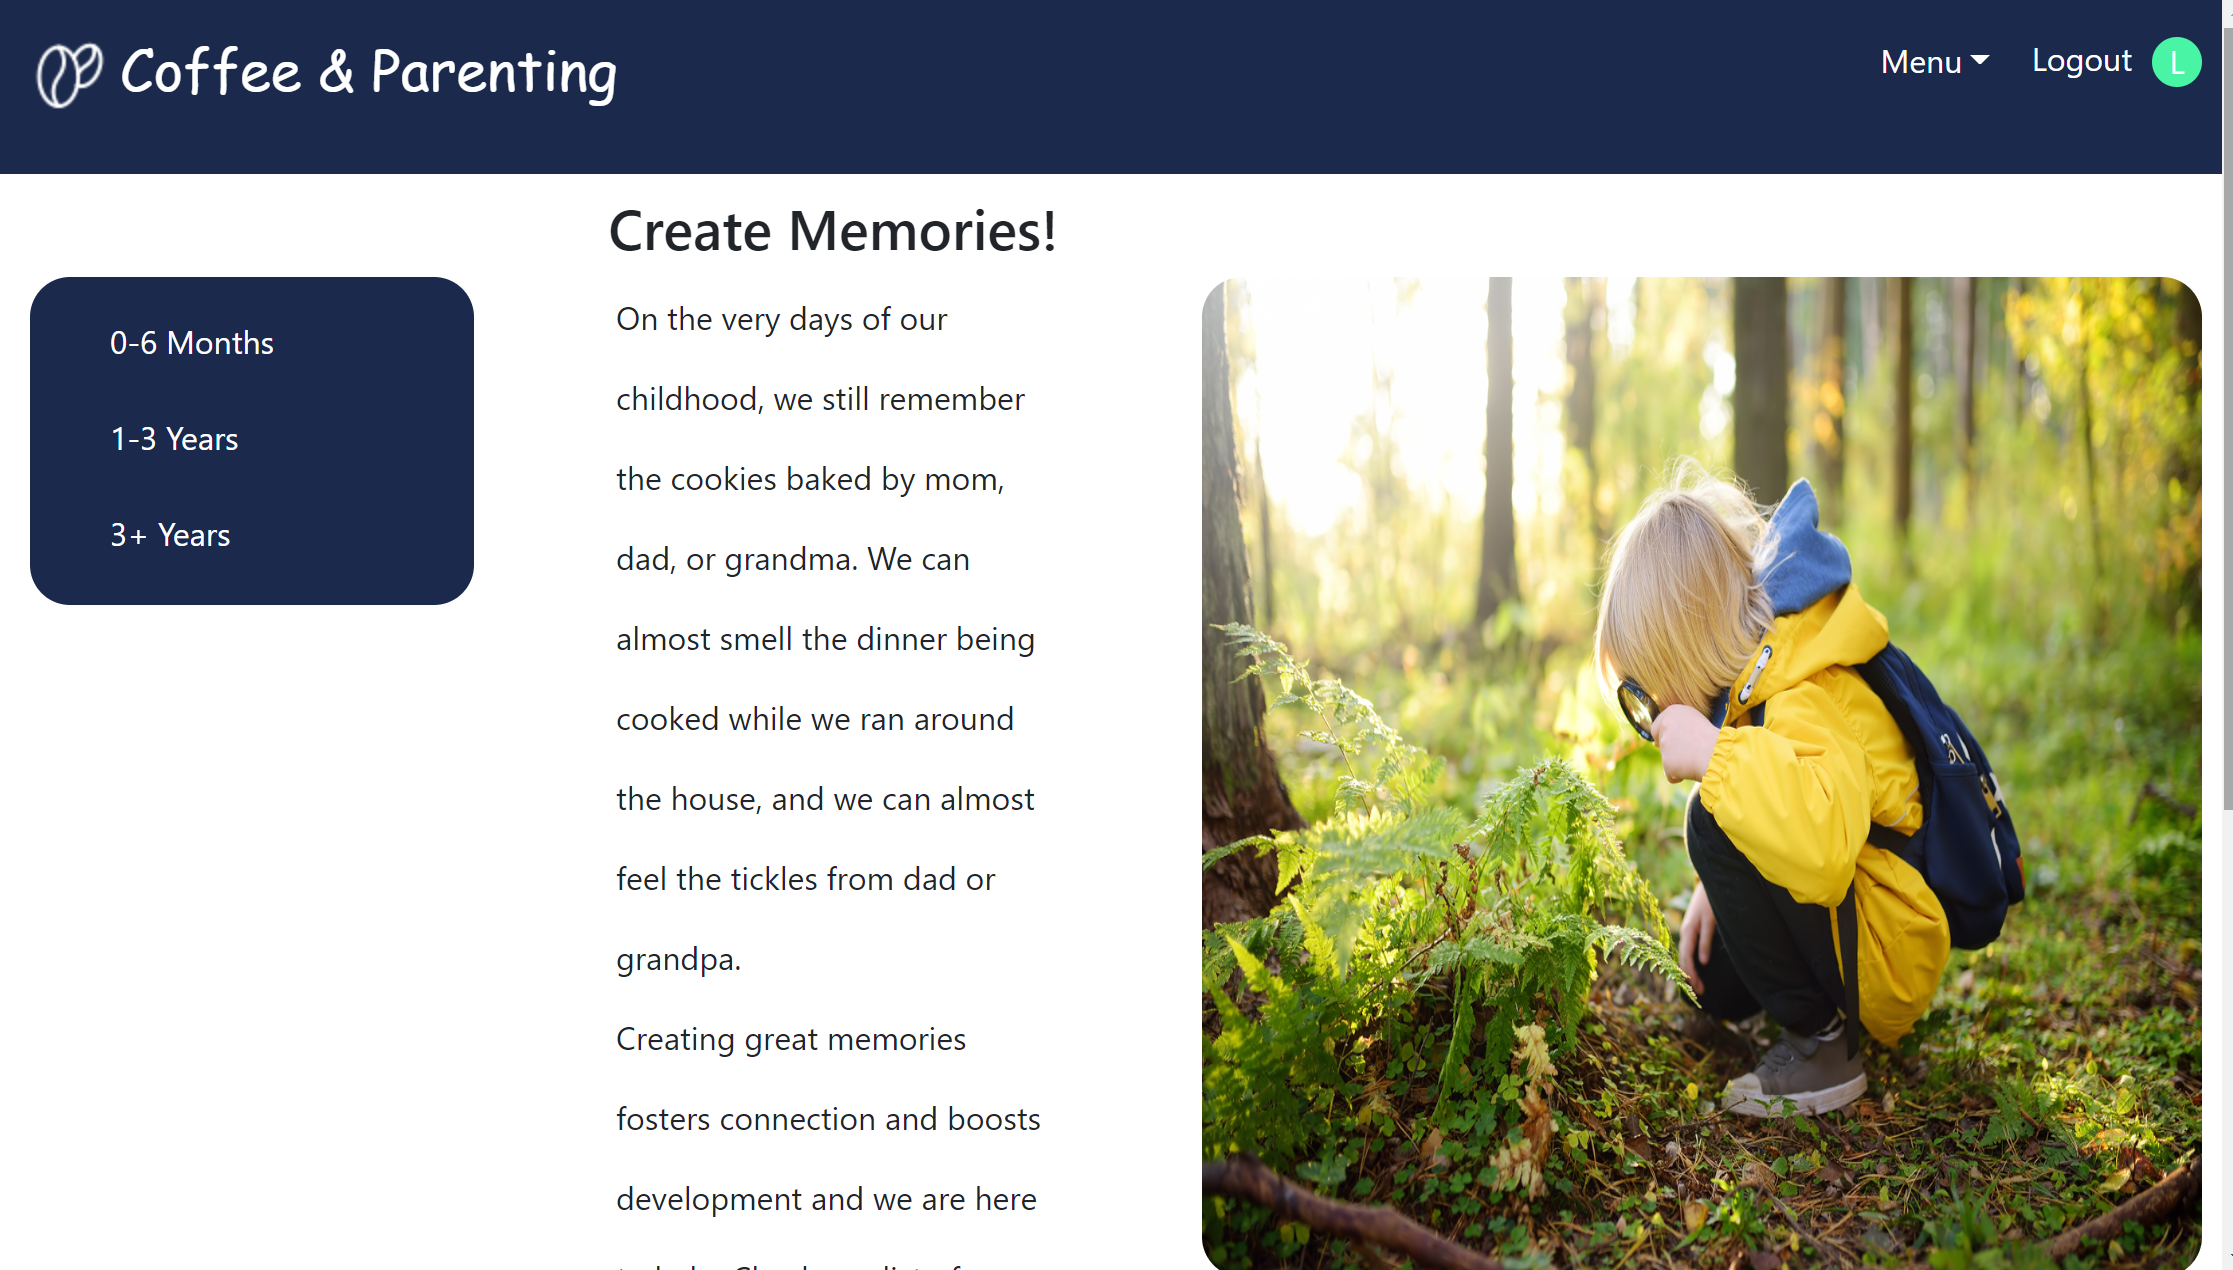 Coffee & Parenting
Menu
Logout
L
Create Memories!
0-6 Months
1-3 Years
3+ Years
On the very days of our
childhood, we still remember
the cookies baked by mom,
dad, or grandma. We can
almost smell the dinner being
cooked while we ran around
the house, and we can almost
feel the tickles from dad or
grandpa.
Creating great memories
fosters connection and boosts
development and we are here